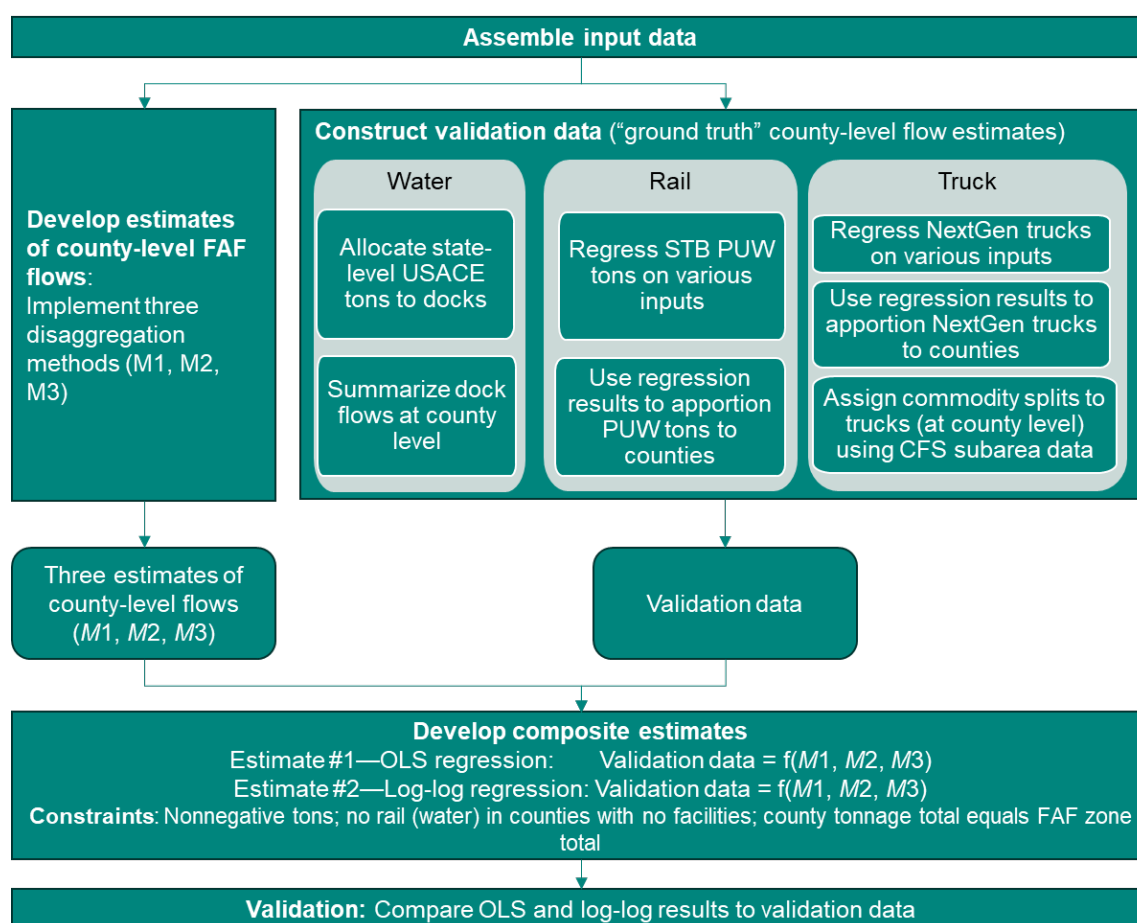 Assemble input data
Develop estimates
of county-level FAF
flows:
Implement three
disaggregation
methods (M1, M2,
M3)
Construct validation data (“ground truth” county-level flow estimates)
Water
Allocate state-
level USACE
tons to docks
Summarize dock
flows at county
level
Rail
Regress STB PUW
tons on various
inputs
Use regression
results to apportion
PUW tons to
counties
Truck
Regress NextGen trucks
on various inputs
Use regression results to
apportion NextGen trucks
to counties
Assign commodity splits to
trucks (at county level)
using CFS subarea data
Three estimates of
county-level flows
(M1, M2, M3)
Validation data
Develop composite estimates
Estimate #1—OLS regression: Validation data = f(M1, M2, M3)
Estimate #2—Log-log regression: Validation data = f(M1, M2, M3)
Constraints: Nonnegative tons; no rail (water) in counties with no facilities; county tonnage total equals FAF zone
total
Validation: Compare OLS and log-log results to validation data